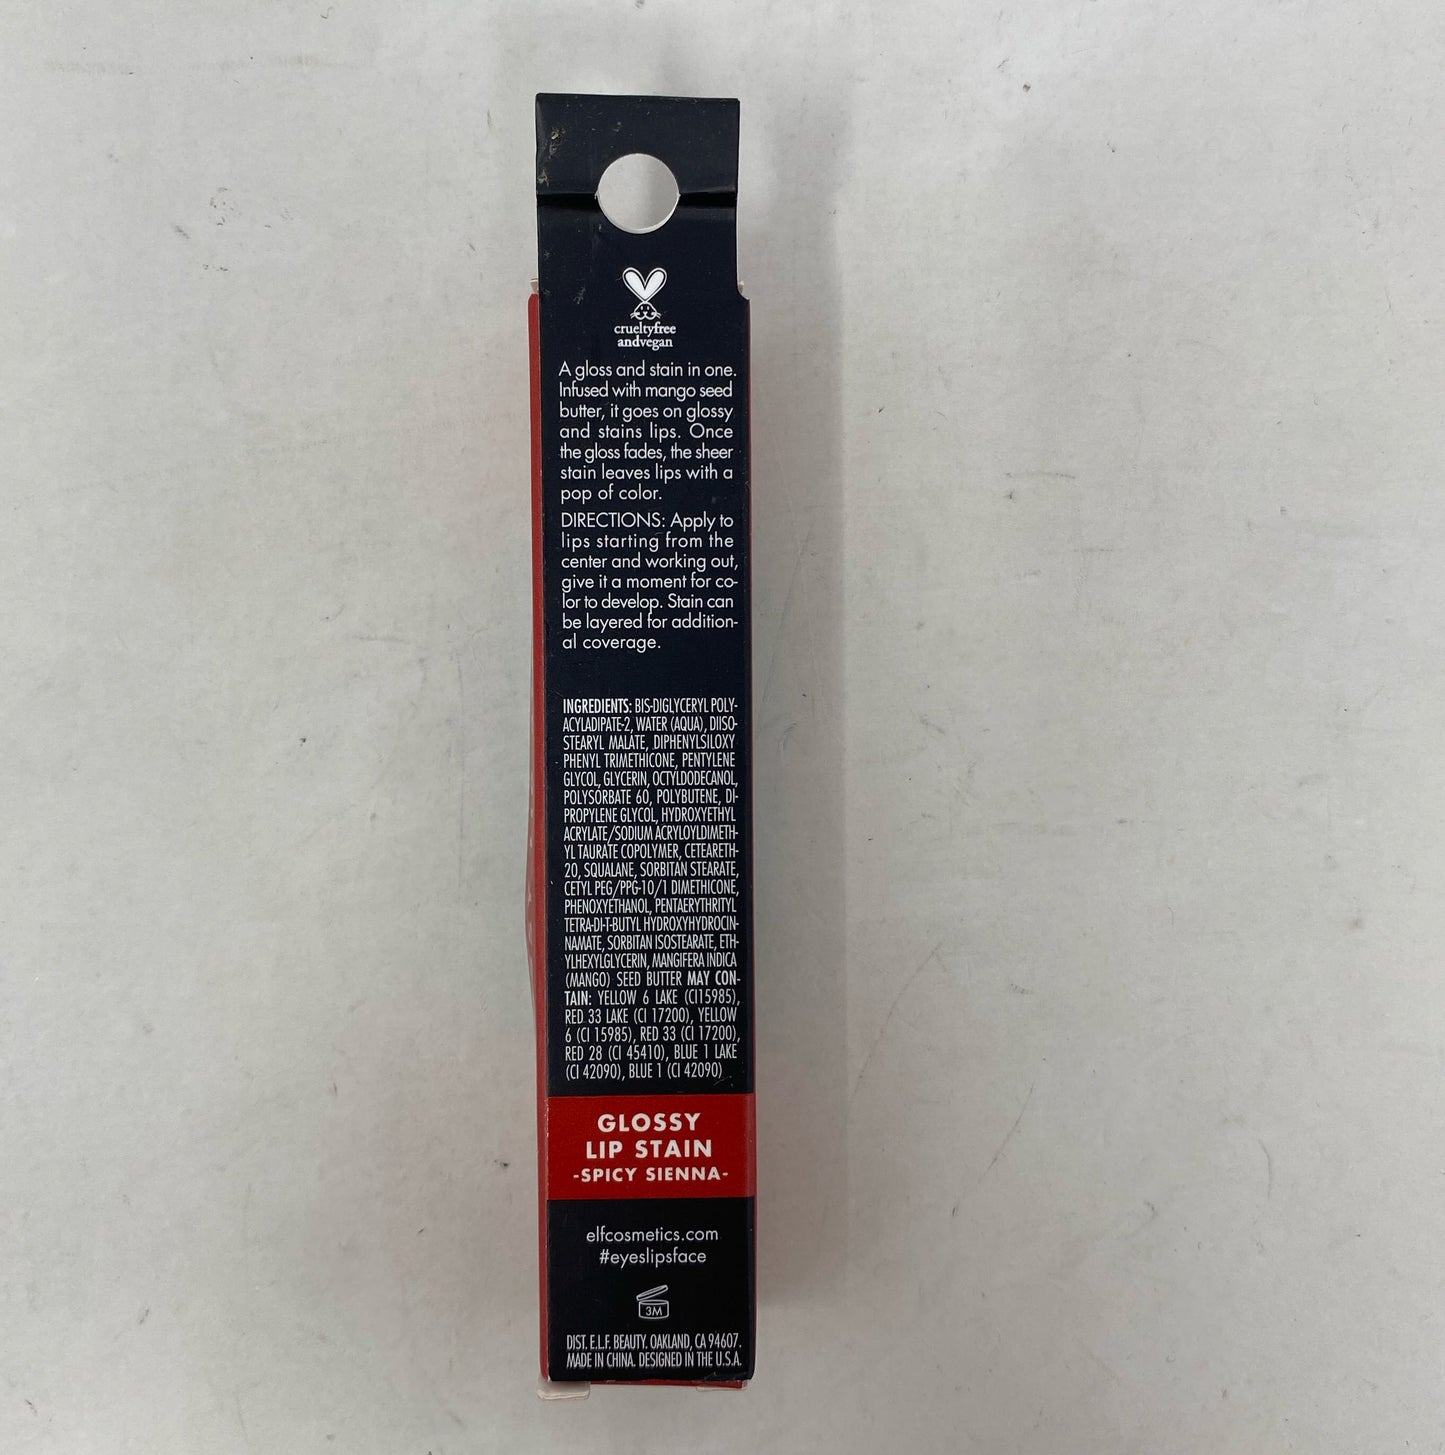 crueltyfree
andvegan
A gloss and stain in one.
Infused with mango seed
butter, it goes on glossy
and stains lips. Once
the gloss fades, the sheer
stain leaves lips with a
pop of color.
DIRECTIONS: Apply to
lips starting from the
center and working out,
give it a moment for co-
lor to develop. Stain can
be layered for addition-
al coverage.
INGREDIENTS: BIS-DIGLYCERYL POLY-
ACYLADIPATE-2, WATER (AQUA), DIISO-
STEARYL MALATE, DIPHENYLSILOXY
PHENYL TRIMETHICONE, PENTYLENE
GLYCOL, GLYCERIN, OCTYLDODECANOL,
POLYSORBATE 60, POLYBUTENE, DI-
PROPYLENE GLYCOL, HYDROXYETHYL
ACRYLATE/SODIUM ACRYLOYLDIMETH-
YL TAURATE COPOLYMER, CETEARETH-
20, SQUALANE, SORBITAN STEARATE,
CETYL PEG/PPG-10/1 DIMETHICONE,
PHENOXYETHANOL, PENTAERYTHRITYL
TETRA-DI-T-BUTYL HYDROXYHYDROCIN-
NAMATE, SORBITAN ISOSTEARATE, ETH-
YLHEXYLGLYCERIN, MANGIFERA INDICA
(MANGO) SEED BUTTER MAY CON-
TAIN: YELLOW 6 LAKE (CI15985),
RED 33 LAKE (CI 17200), YELLOW
6 (CI 15985), RED 33 (CI 17200),
RED 28 (CI 45410), BLUE 1 LAKE
(CI 42090), BLUE 1 (CI 42090)
GLOSSY
LIP STAIN
-SPICY SIENNA-
elfcosmetics.com
#eyeslipsface
3M
DIST. E.L.F. BEAUTY. OAKLAND, CA 94607.
MADE IN CHINA. DESIGNED IN THE U.S.A.